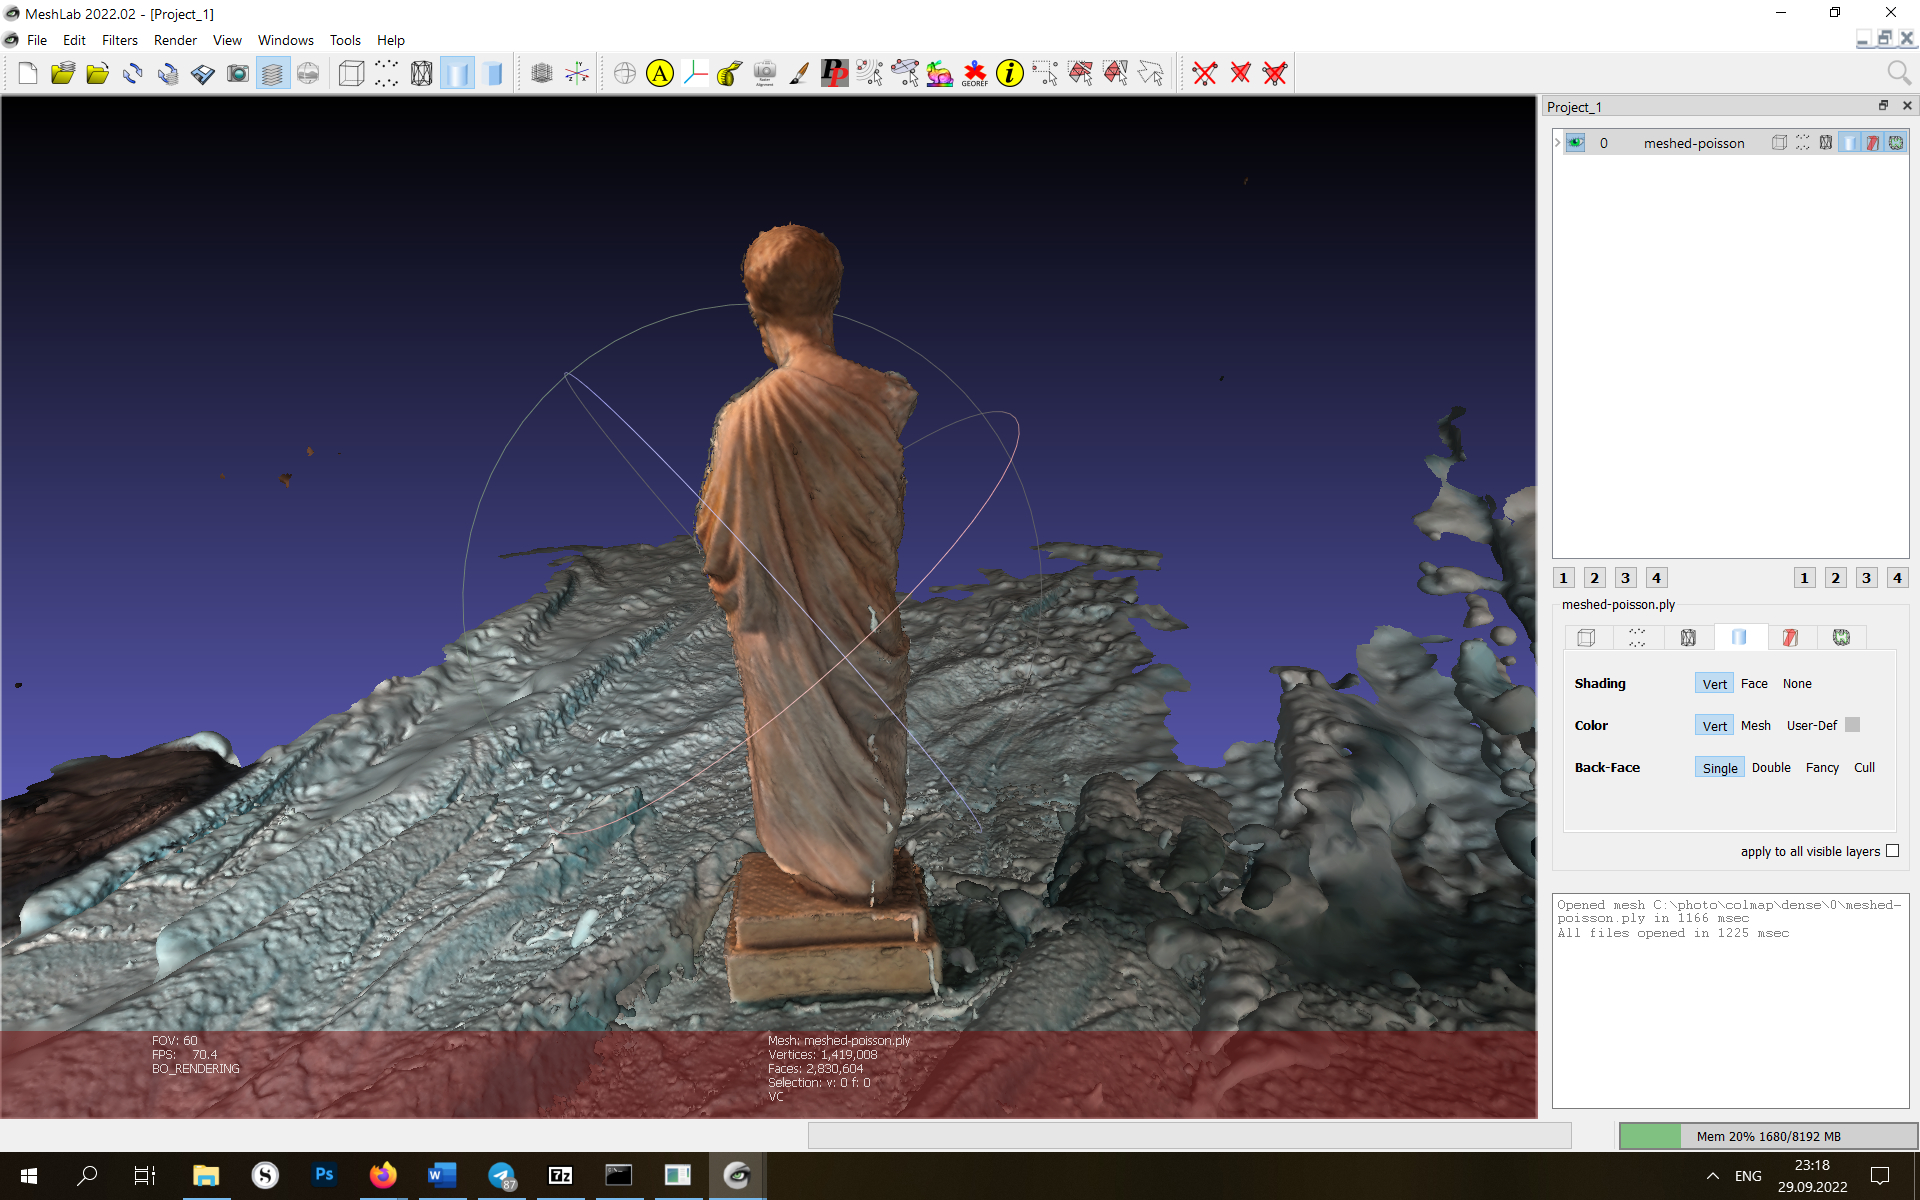 MeshLab 2022.02 - [Project_1]
File Edit Filters Render View Windows Tools Help
A PP GEOREF i
Project_1
0 meshed-poisson
1 2 3 4 1 2 3 4
meshed-poisson.ply
Shading Vert Face None
Color Vert Mesh User-Def
Back-Face Single Double Fancy Cull
apply to all visible layers
Opened mesh C:\photo\colmap\dense\0\meshed-
poisson.ply in 1166 msec
All files opened in 1225 msec
FOV: 60
FPS: 70.4
BO_RENDERING
Mesh: meshed-poisson.ply
Vertices: 1,419,008
Faces: 2,830,604
Selection: v: 0 f: 0
VC
Mem 20% 1680/8192 MB
S Ps W 87 7z
ENG
23:18
29.09.2022